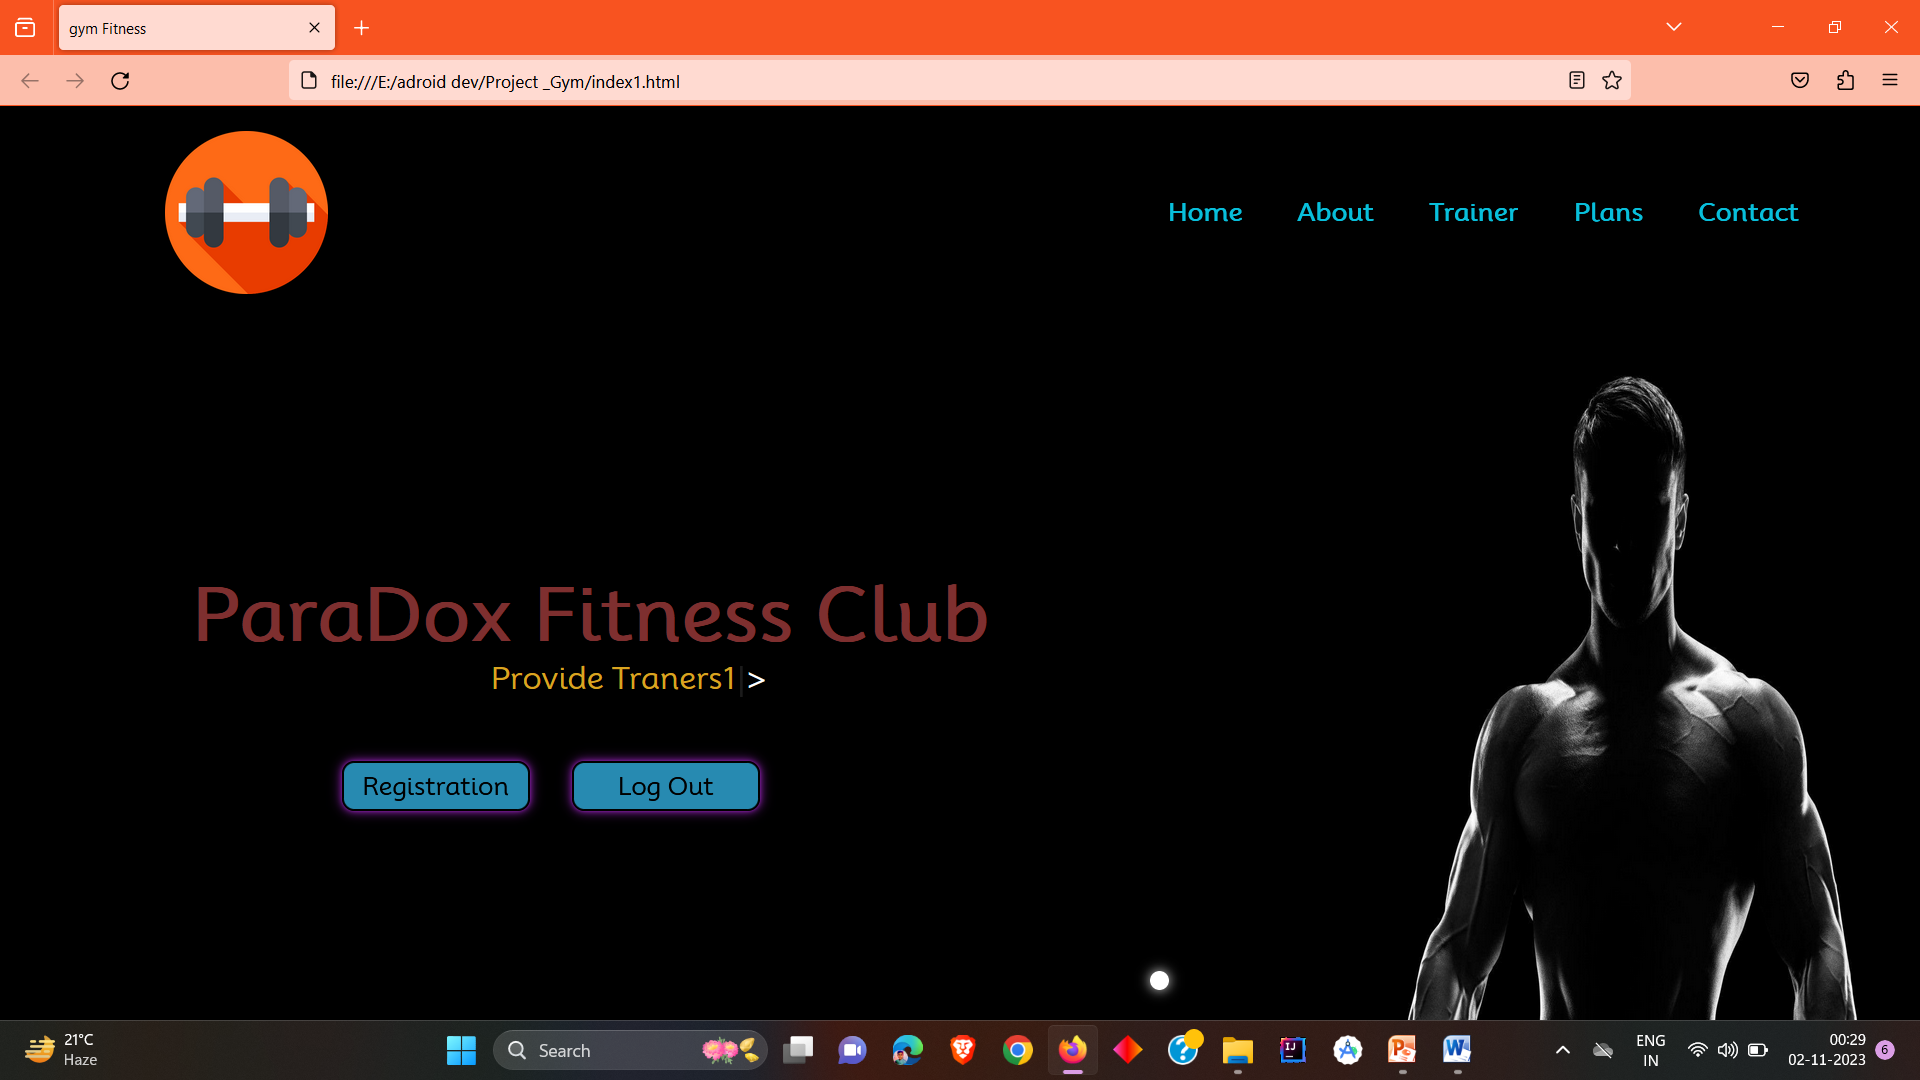 gym Fitness
file:///E:/adroid dev/Project _Gym/index1.html
Home About Trainer Plans Contact
ParaDox Fitness Club
Provide Traners1|>
Registration Log Out
21°C
Haze
Search
ENG
IN
00:29
02-11-2023
6